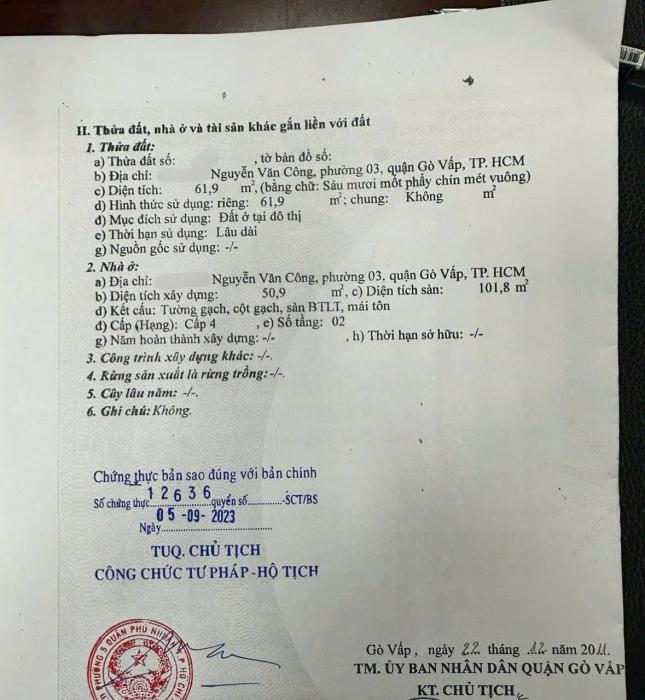 II. Thửa đất, nhà ở và tài sản khác gắn liền với đất
1. Thửa đất:
a) Thửa đất số: , tờ bản đồ số:
b) Địa chỉ: Nguyễn Văn Công, phường 03, quận Gò Vấp, TP. HCM
c) Diện tích: 61,9 m², (bằng chữ: Sáu mươi mốt phẩy chín mét vuông)
d) Hình thức sử dụng: riêng: 61,9 m²; chung: Không m²
đ) Mục đích sử dụng: Đất ở tại đô thị
e) Thời hạn sử dụng: Lâu dài
g) Nguồn gốc sử dụng: -/-
2. Nhà ở:
a) Địa chỉ: Nguyễn Văn Công, phường 03, quận Gò Vấp, TP. HCM
b) Diện tích xây dựng: 50,9 m², c) Diện tích sàn: 101,8 m²
d) Kết cấu: Tường gạch, cột gạch, sàn BTLT, mái tôn
đ) Cấp (Hạng): Cấp 4 , e) Số tầng: 02
g) Năm hoàn thành xây dựng: -/- , h) Thời hạn sở hữu: -/-
3. Công trình xây dựng khác: -/-.
4. Rừng sản xuất là rừng trồng: -/-.
5. Cây lâu năm: -/-.
6. Ghi chú: Không.
Chứng thực bản sao đúng với bản chính
Số chứng thực 12636 quyển số.............-SCT/BS
Ngày 05-09-2023
TUQ. CHỦ TỊCH
CÔNG CHỨC TƯ PHÁP - HỘ TỊCH
PHƯỜNG 5 QUẬN PHÚ NHUẬN
Gò Vấp, ngày 22 tháng 12 năm 2011
TM. ỦY BAN NHÂN DÂN QUẬN GÒ VẤP
KT. CHỦ TỊCH